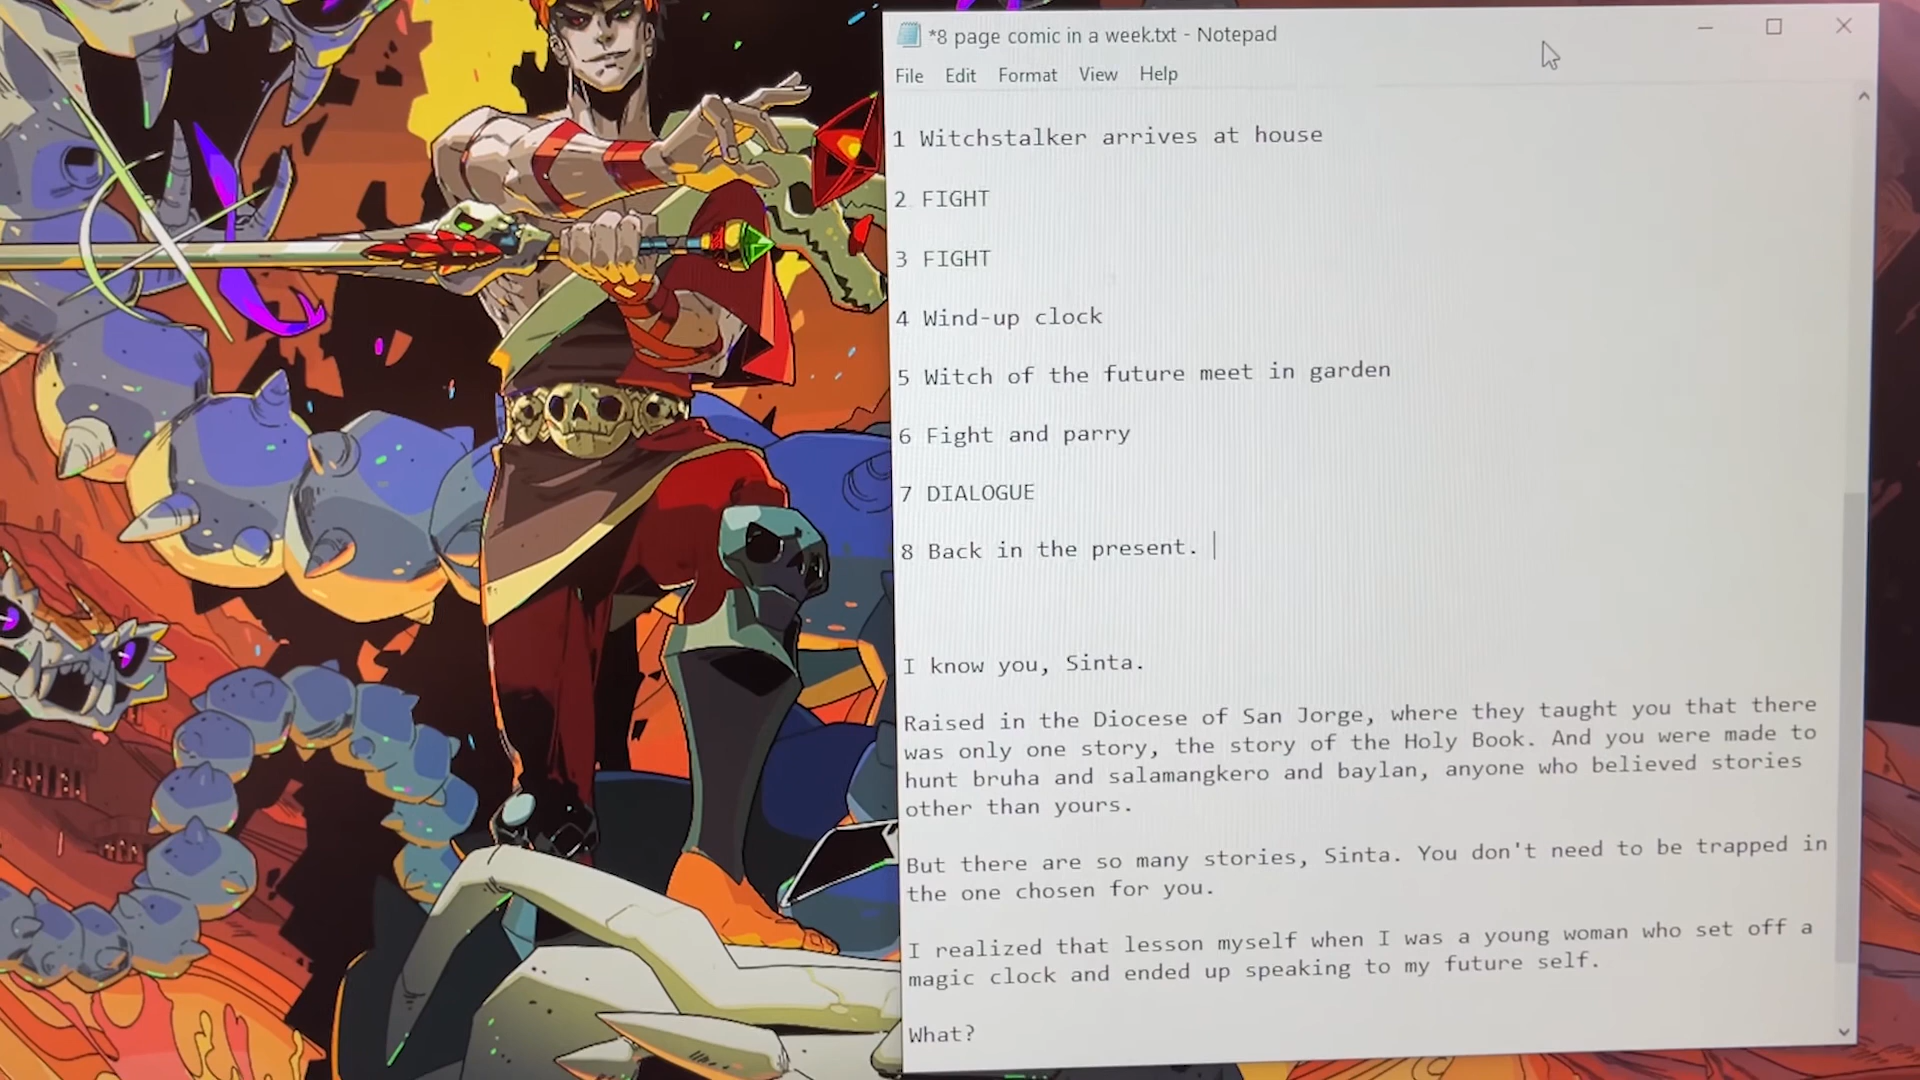 *8 page comic in a week.txt - Notepad
File Edit Format View Help
1 Witchstalker arrives at house
2 FIGHT
3 FIGHT
4 Wind-up clock
5 Witch of the future meet in garden
6 Fight and parry
7 DIALOGUE
8 Back in the present.
I know you, Sinta.
Raised in the Diocese of San Jorge, where they taught you that there
was only one story, the story of the Holy Book. And you were made to
hunt bruha and salamangkero and baylan, anyone who believed stories
other than yours.
But there are so many stories, Sinta. You don't need to be trapped in
the one chosen for you.
I realized that lesson myself when I was a young woman who set off a
magic clock and ended up speaking to my future self.
What?